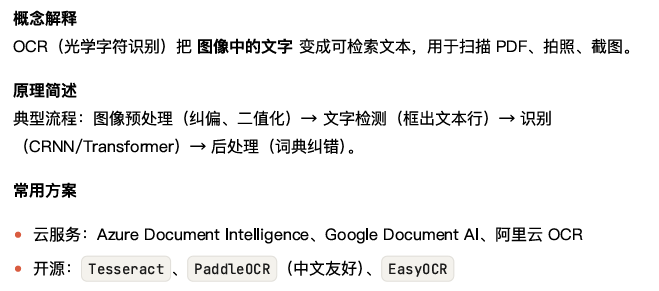 概念解释
OCR（光学字符识别）把 图像中的文字 变成可检索文本，用于扫描 PDF、拍照、截图。
原理简述
典型流程：图像预处理（纠偏、二值化）→ 文字检测（框出文本行）→ 识别
（CRNN/Transformer）→ 后处理（词典纠错）。
常用方案
• 云服务：Azure Document Intelligence、Google Document AI、阿里云 OCR
• 开源：Tesseract、PaddleOCR（中文友好）、EasyOCR